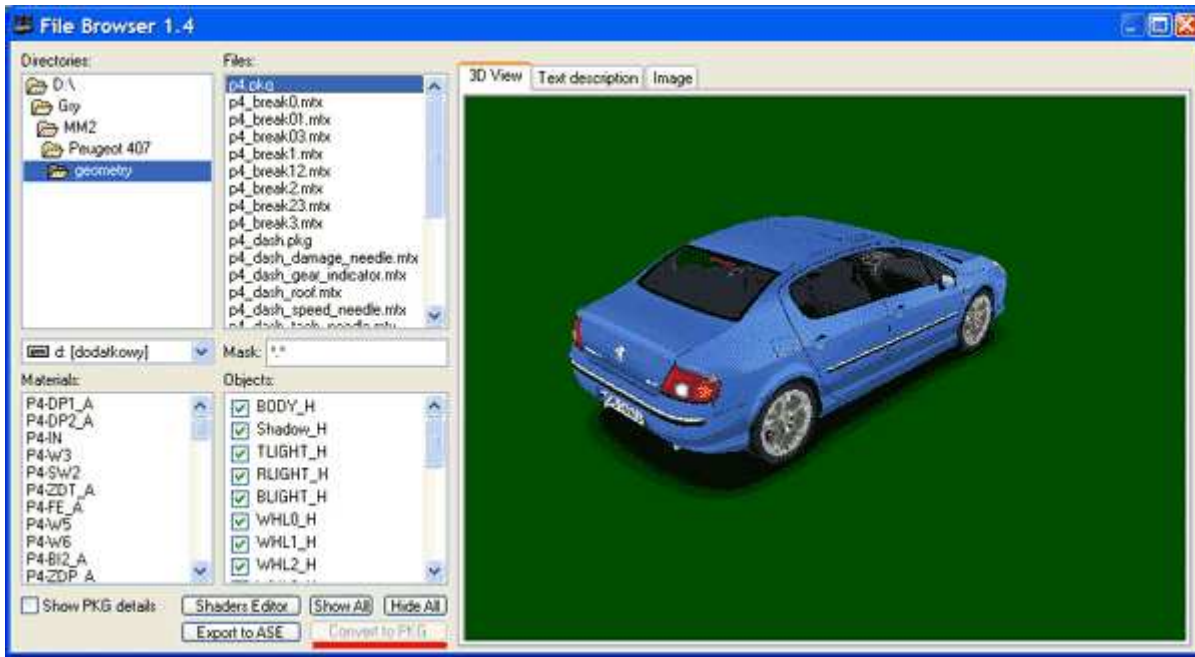 File Browser 1.4
Directories:
D:\
Gry
MM2
Peugeot 407
geometry
Files:
p4.pkg
p4_break0.mtx
p4_break01.mtx
p4_break03.mtx
p4_break1.mtx
p4_break12.mtx
p4_break2.mtx
p4_break23.mtx
p4_break3.mtx
p4_dash.pkg
p4_dash_damage_needle.mtx
p4_dash_gear_indicator.mtx
p4_dash_roof.mtx
p4_dash_speed_needle.mtx
p4_dash_tach_needle.mtx
d: [dodatkowy]
Mask: *.*
Materials:
P4-DP1_A
P4-DP2_A
P4-IN
P4-W3
P4-SW2
P4-ZDT_A
P4-FE_A
P4-W5
P4-W6
P4-BI2_A
P4-ZDP_A
Objects:
BODY_H
Shadow_H
TLIGHT_H
RLIGHT_H
BLIGHT_H
WHL0_H
WHL1_H
WHL2_H
Show PKG details
Shaders Editor
Show All
Hide All
Export to ASE
Convert to PKG
3D View
Text description
Image